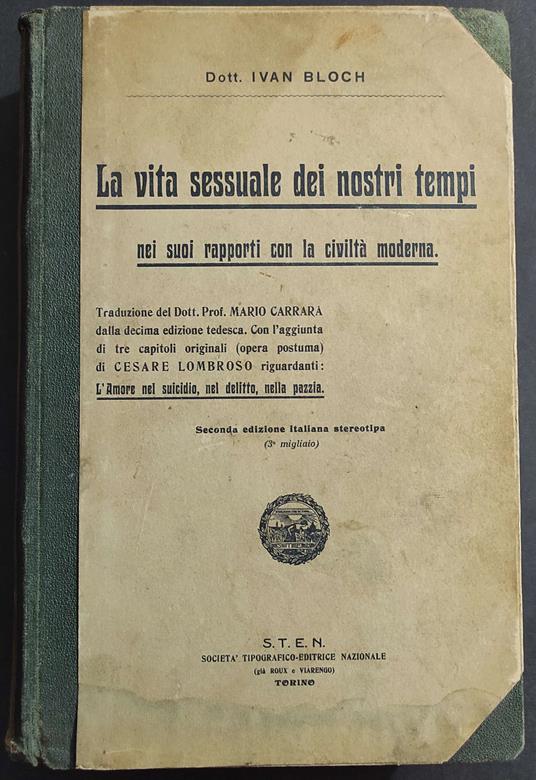 Dott. IVAN BLOCH
La vita sessuale dei nostri tempi
nei suoi rapporti con la civiltà moderna.
Traduzione del Dott. Prof. MARIO CARRARA
dalla decima edizione tedesca. Con l'aggiunta
di tre capitoli originali (opera postuma)
di CESARE LOMBROSO riguardanti:
L'Amore nel suicidio, nel delitto, nella pazzia.
Seconda edizione italiana stereotipa
(3º migliaio)
S. T. E. N.
SOCIETA' TIPOGRAFICO-EDITRICE NAZIONALE
(già ROUX e VIARENGO)
TORINO